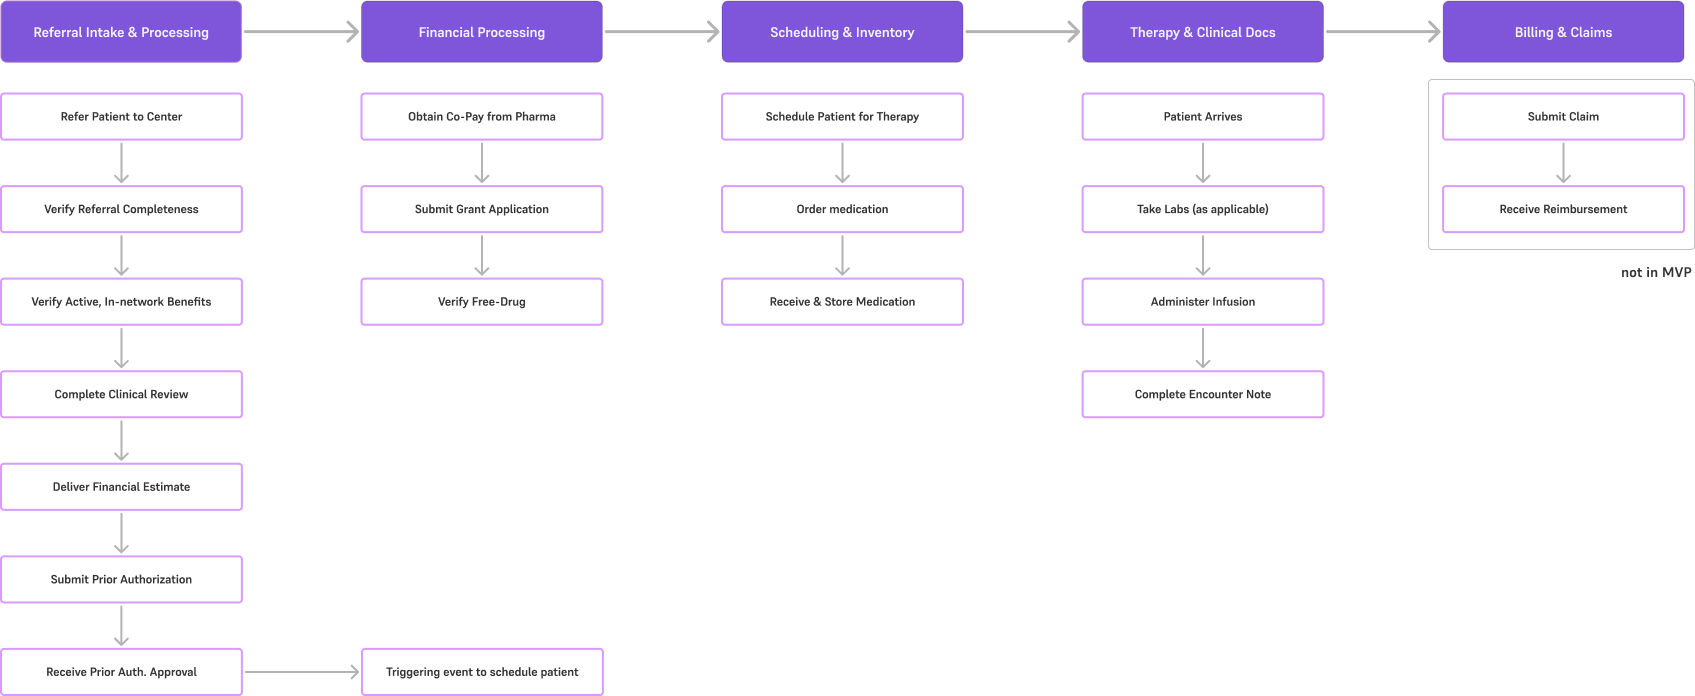 Referral Intake & Processing
Financial Processing
Scheduling & Inventory
Therapy & Clinical Docs
Billing & Claims
Refer Patient to Center
Verify Referral Completeness
Verify Active, In-network Benefits
Complete Clinical Review
Deliver Financial Estimate
Submit Prior Authorization
Receive Prior Auth. Approval
Obtain Co-Pay from Pharma
Submit Grant Application
Verify Free-Drug
Triggering event to schedule patient
Schedule Patient for Therapy
Order medication
Receive & Store Medication
Patient Arrives
Take Labs (as applicable)
Administer Infusion
Complete Encounter Note
Submit Claim
Receive Reimbursement
not in MVP